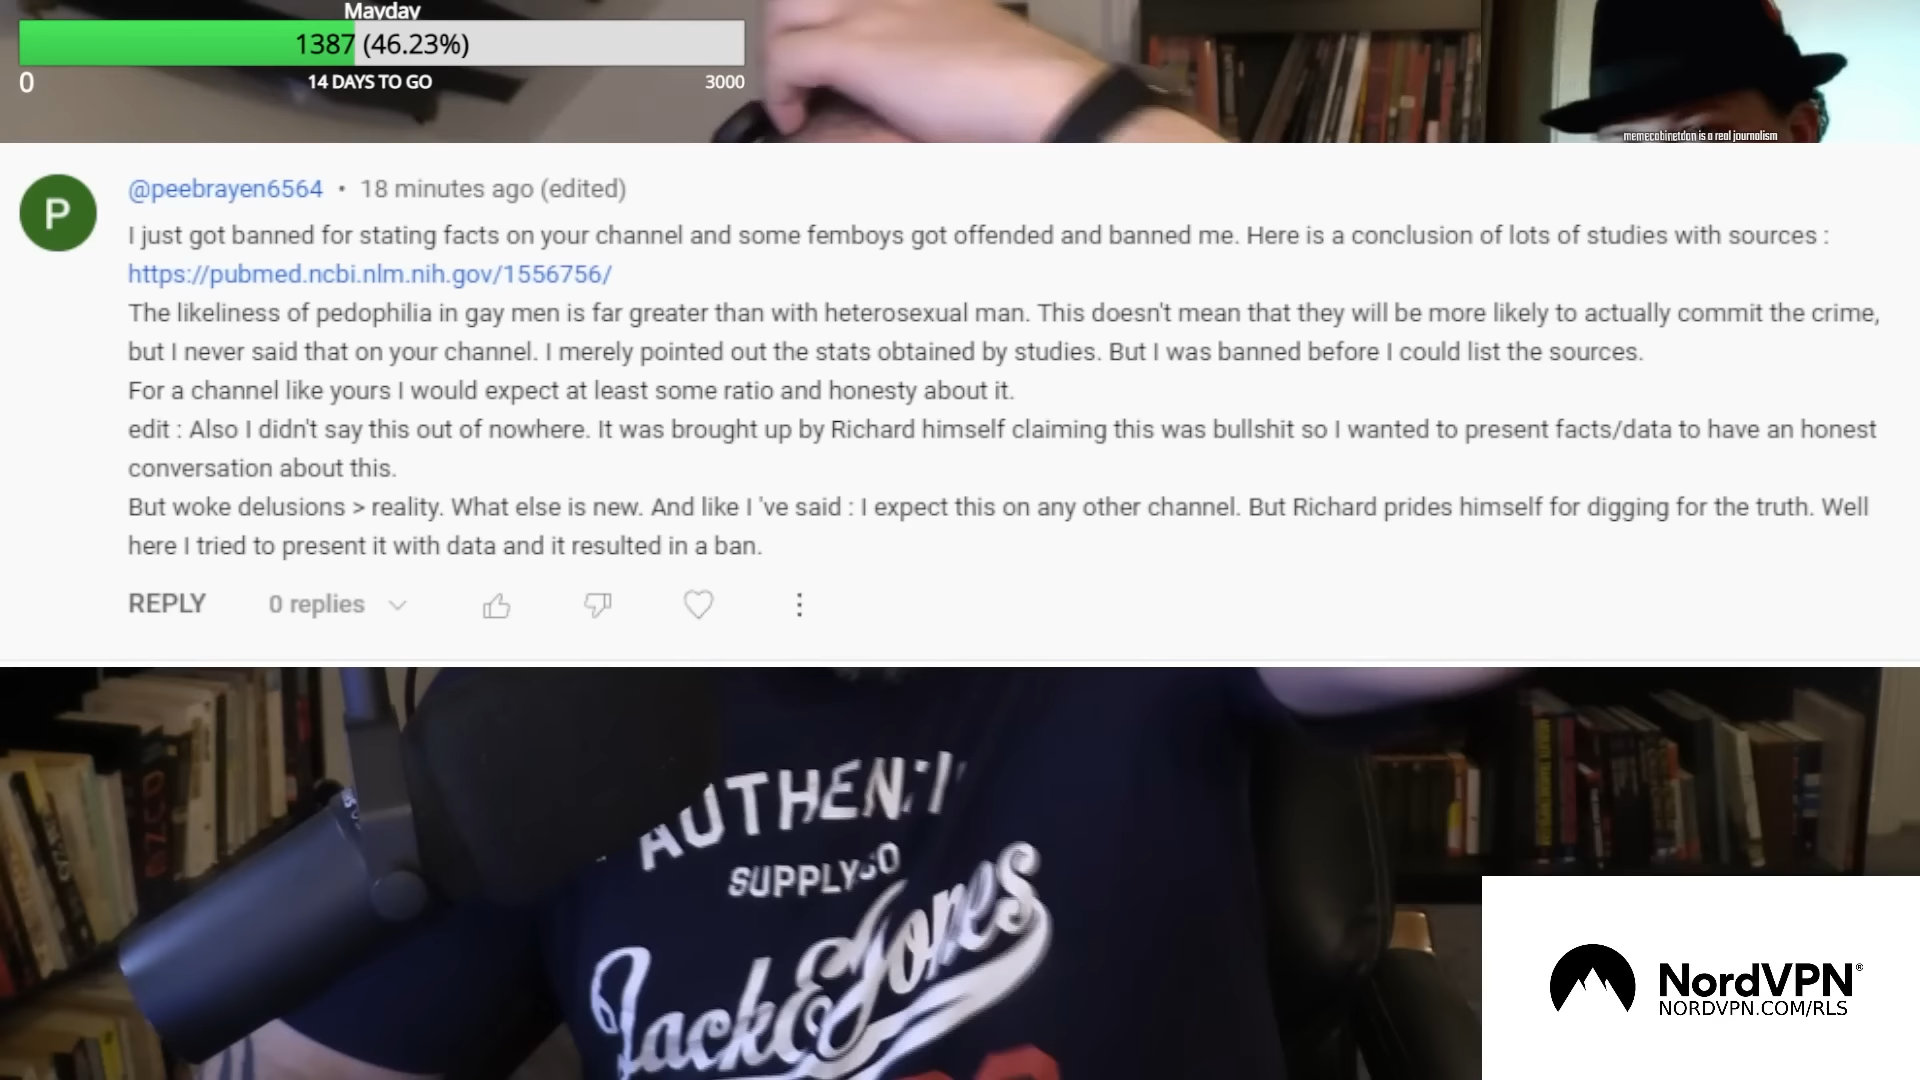 Mayday
1387 (46.23%)
0
14 DAYS TO GO
3000
memecabinetdan is a real journalism
P
@peebrayen6564 • 18 minutes ago (edited)
I just got banned for stating facts on your channel and some femboys got offended and banned me. Here is a conclusion of lots of studies with sources :
https://pubmed.ncbi.nlm.nih.gov/1556756/
The likeliness of pedophilia in gay men is far greater than with heterosexual man. This doesn't mean that they will be more likely to actually commit the crime,
but I never said that on your channel. I merely pointed out the stats obtained by studies. But I was banned before I could list the sources.
For a channel like yours I would expect at least some ratio and honesty about it.
edit : Also I didn't say this out of nowhere. It was brought up by Richard himself claiming this was bullshit so I wanted to present facts/data to have an honest
conversation about this.
But woke delusions > reality. What else is new. And like I 've said : I expect this on any other channel. But Richard prides himself for digging for the truth. Well
here I tried to present it with data and it resulted in a ban.
REPLY
0 replies
AUTHENTI
SUPPLY CO
Jack&Jones
NordVPN®
NORDVPN.COM/RLS